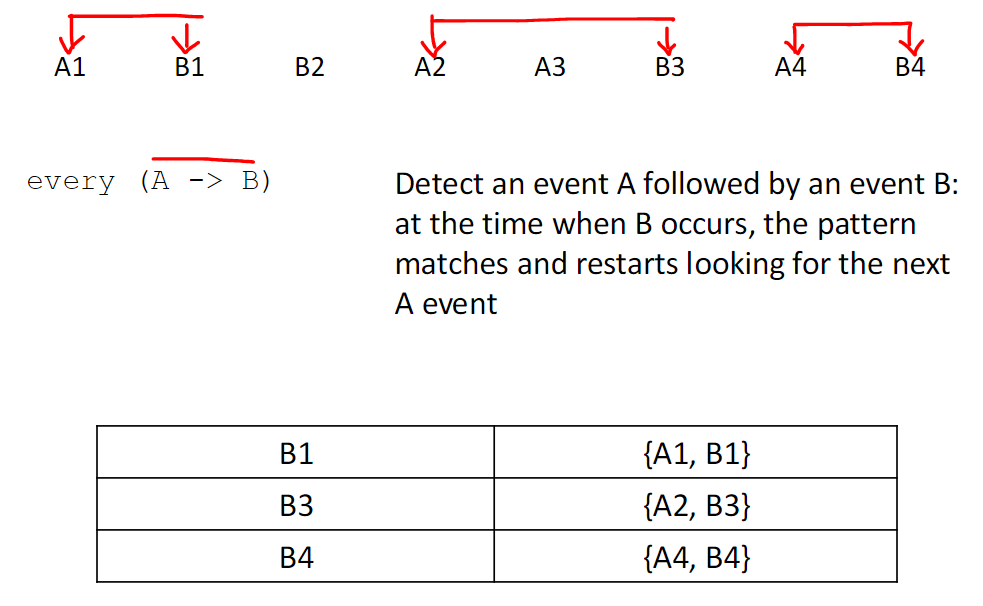 A1 B1 B2 A2 A3 B3 A4 B4
every (A -> B)
Detect an event A followed by an event B:
at the time when B occurs, the pattern
matches and restarts looking for the next
A event
B1 {A1, B1}
B3 {A2, B3}
B4 {A4, B4}